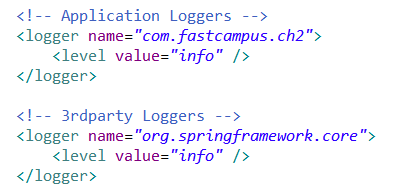 <!-- Application Loggers -->
<logger name="com.fastcampus.ch2">
    <level value="info" />
</logger>

<!-- 3rdparty Loggers -->
<logger name="org.springframework.core">
    <level value="info" />
</logger>